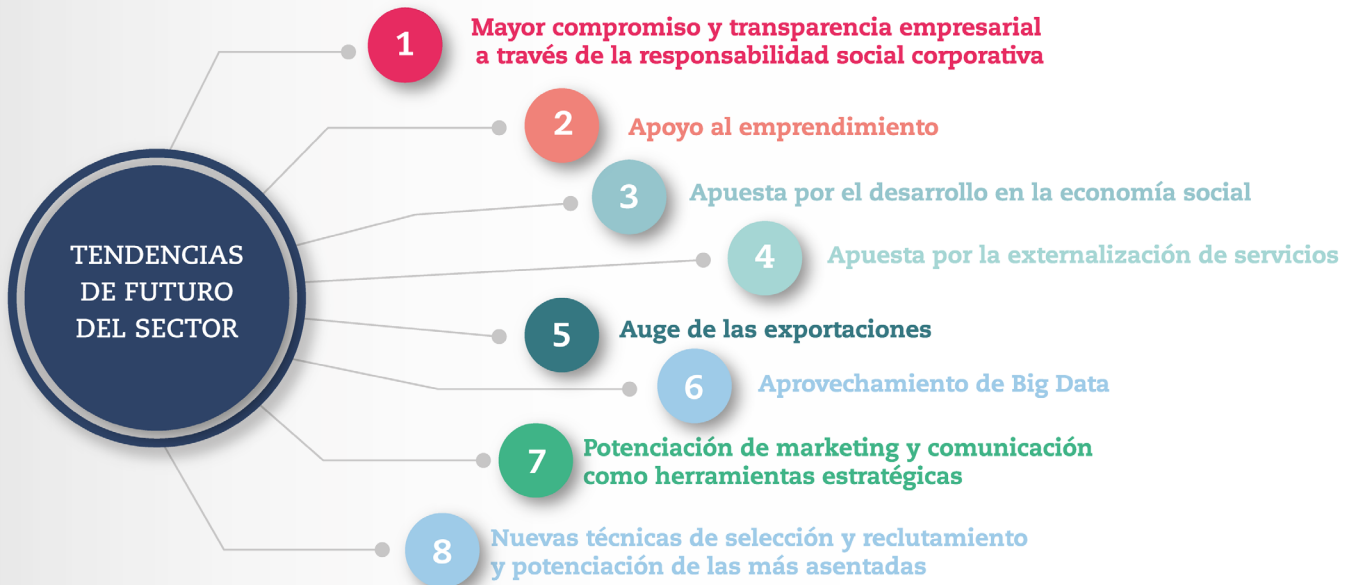 TENDENCIAS
DE FUTURO
DEL SECTOR
1
Mayor compromiso y transparencia empresarial
a través de la responsabilidad social corporativa
2
Apoyo al emprendimiento
3
Apuesta por el desarrollo en la economía social
4
Apuesta por la externalización de servicios
5
Auge de las exportaciones
6
Aprovechamiento de Big Data
7
Potenciación de marketing y comunicación
como herramientas estratégicas
8
Nuevas técnicas de selección y reclutamiento
y potenciación de las más asentadas